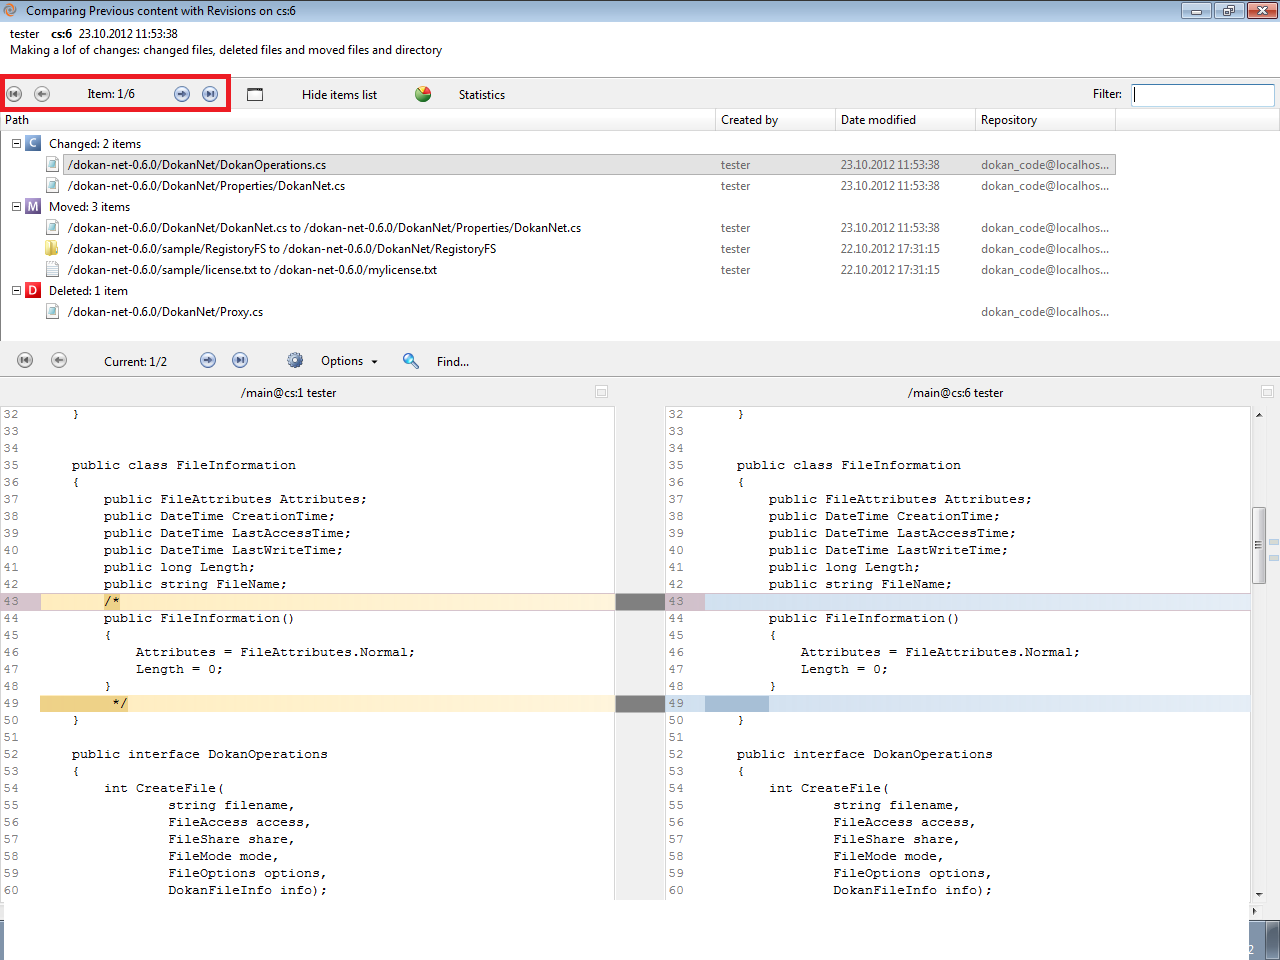 Comparing Previous content with Revisions on cs:6
tester cs:6 23.10.2012 11:53:38
Making a lof of changes: changed files, deleted files and moved files and directory
Item: 1/6 Hide items list Statistics Filter:
Path Created by Date modified Repository
C Changed: 2 items
/dokan-net-0.6.0/DokanNet/DokanOperations.cs tester 23.10.2012 11:53:38 dokan_code@localhos...
/dokan-net-0.6.0/DokanNet/Properties/DokanNet.cs tester 23.10.2012 11:53:38 dokan_code@localhos...
M Moved: 3 items
/dokan-net-0.6.0/DokanNet/DokanNet.cs to /dokan-net-0.6.0/DokanNet/Properties/DokanNet.cs tester 23.10.2012 11:53:38 dokan_code@localhos...
/dokan-net-0.6.0/sample/RegistoryFS to /dokan-net-0.6.0/DokanNet/RegistoryFS tester 22.10.2012 17:31:15 dokan_code@localhos...
/dokan-net-0.6.0/sample/license.txt to /dokan-net-0.6.0/mylicense.txt tester 22.10.2012 17:31:15 dokan_code@localhos...
D Deleted: 1 item
/dokan-net-0.6.0/DokanNet/Proxy.cs dokan_code@localhos...
Current: 1/2 Options Find...
/main@cs:1 tester
32 }
33
34
35 public class FileInformation
36 {
37 public FileAttributes Attributes;
38 public DateTime CreationTime;
39 public DateTime LastAccessTime;
40 public DateTime LastWriteTime;
41 public long Length;
42 public string FileName;
43 /*
44 public FileInformation()
45 {
46 Attributes = FileAttributes.Normal;
47 Length = 0;
48 }
49 */
50 }
51
52 public interface DokanOperations
53 {
54 int CreateFile(
55 string filename,
56 FileAccess access,
57 FileShare share,
58 FileMode mode,
59 FileOptions options,
60 DokanFileInfo info);
/main@cs:6 tester
32 }
33
34
35 public class FileInformation
36 {
37 public FileAttributes Attributes;
38 public DateTime CreationTime;
39 public DateTime LastAccessTime;
40 public DateTime LastWriteTime;
41 public long Length;
42 public string FileName;
43
44 public FileInformation()
45 {
46 Attributes = FileAttributes.Normal;
47 Length = 0;
48 }
49
50 }
51
52 public interface DokanOperations
53 {
54 int CreateFile(
55 string filename,
56 FileAccess access,
57 FileShare share,
58 FileMode mode,
59 FileOptions options,
60 DokanFileInfo info);
2